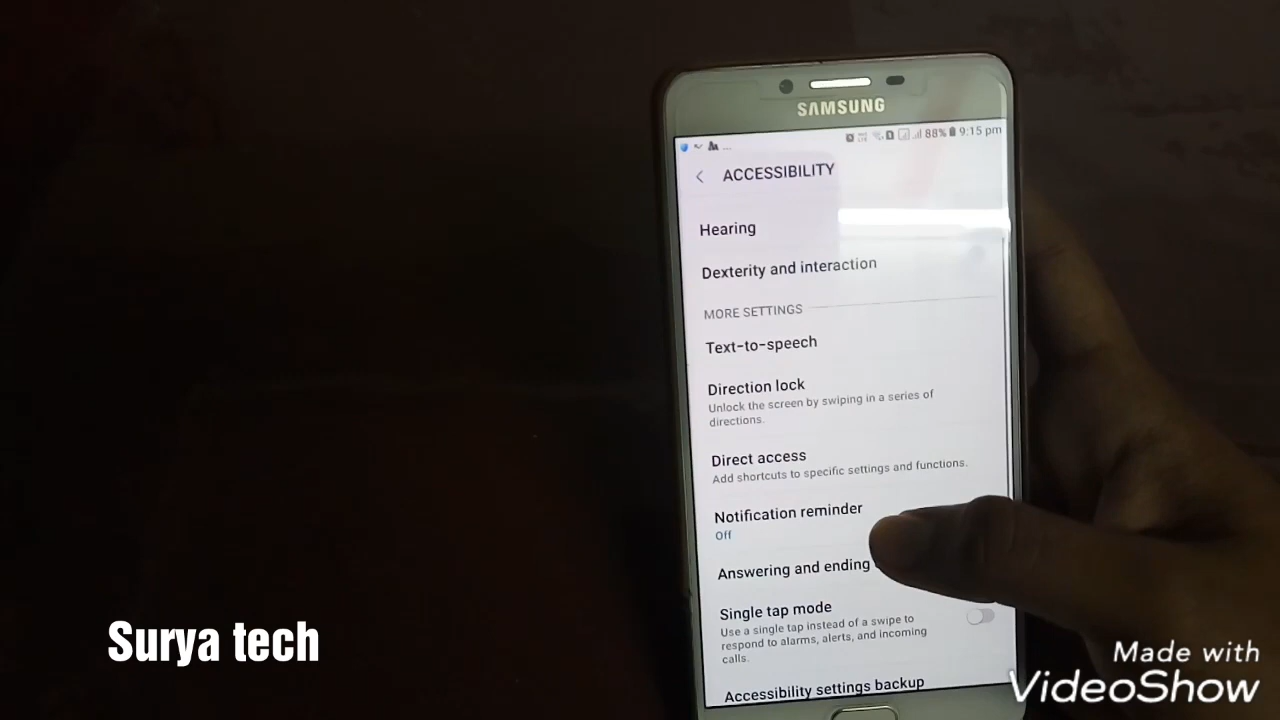 SAMSUNG
88% 9:15 pm
ACCESSIBILITY
Hearing
Dexterity and interaction
MORE SETTINGS
Text-to-speech
Direction lock
Unlock the screen by swiping in a series of
directions.
Direct access
Add shortcuts to specific settings and functions.
Notification reminder
Off
Answering and ending
Single tap mode
Use a single tap instead of a swipe to
respond to alarms, alerts, and incoming
calls.
Accessibility settings backup
Surya tech
Made with
VideoShow